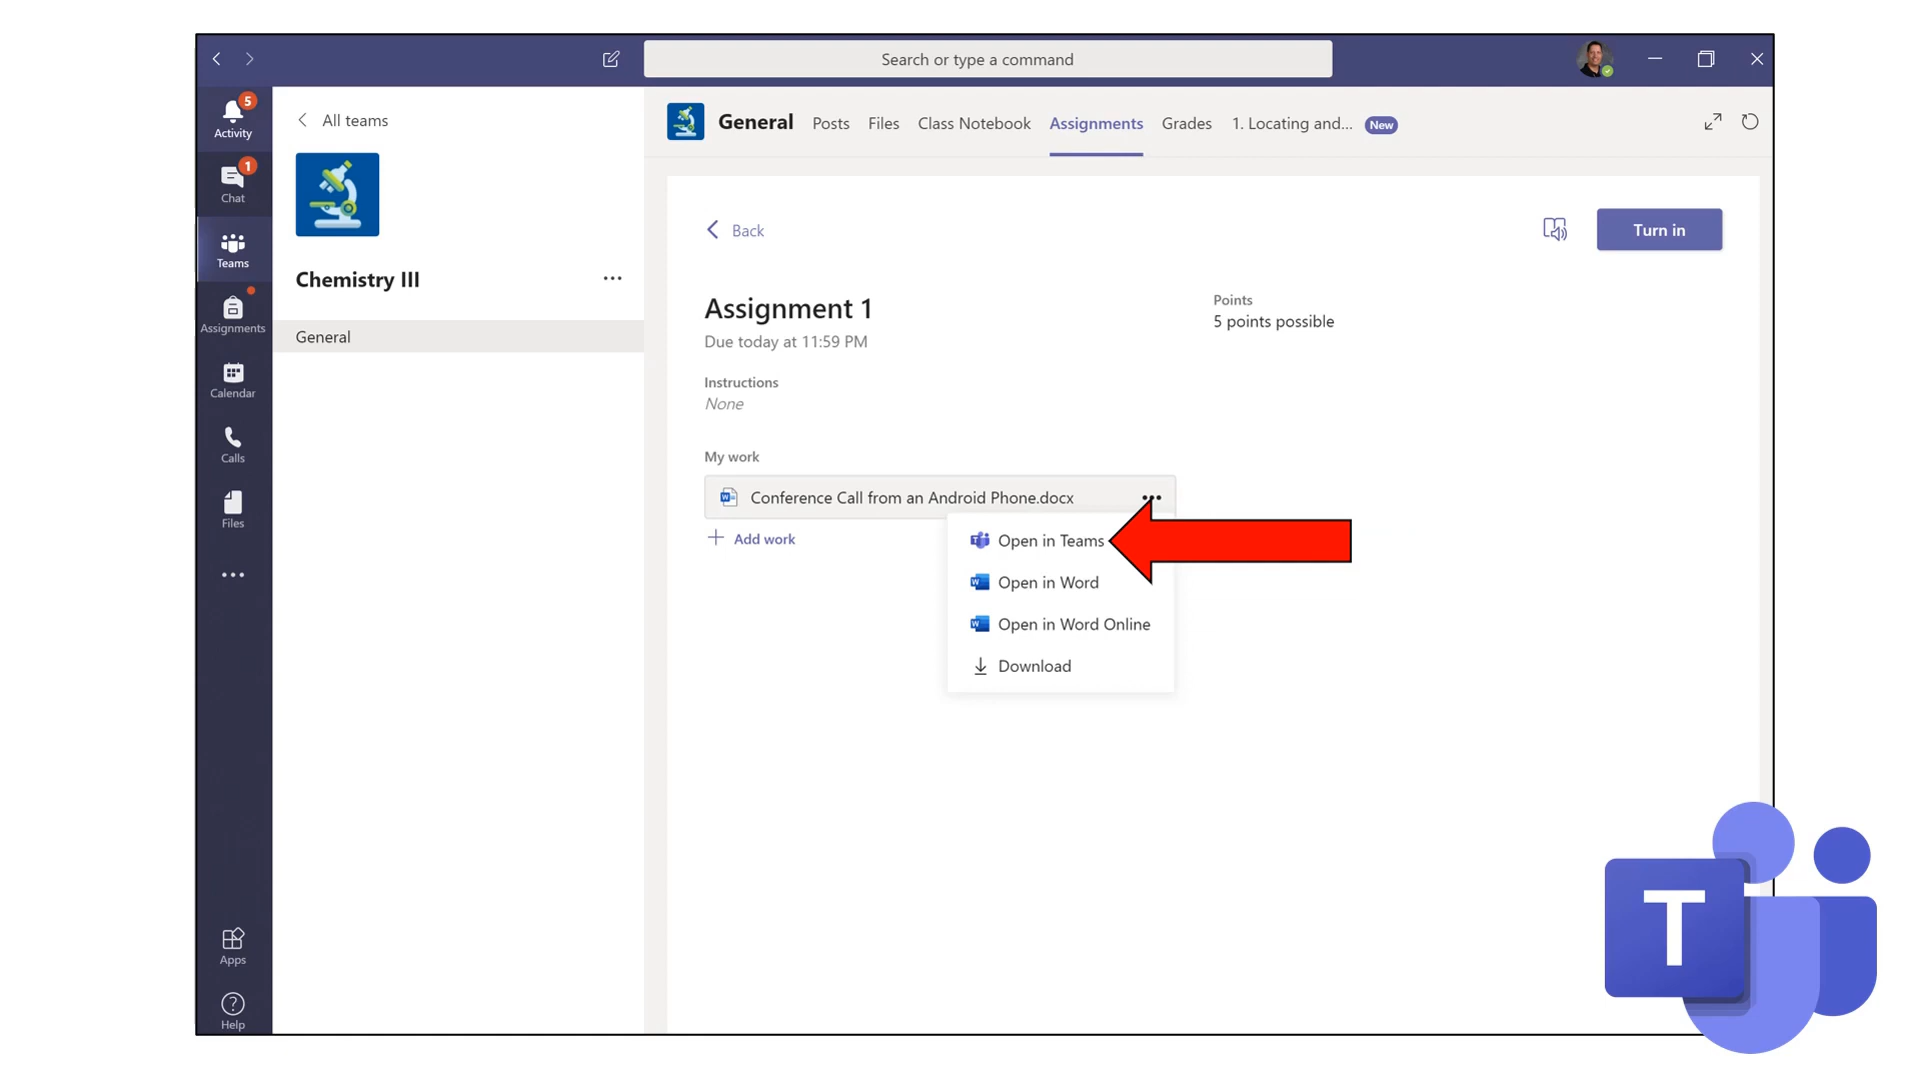 Search or type a command
5
Activity
1
Chat
Teams
Assignments
Calendar
Calls
Files
Apps
Help
All teams
Chemistry III
General
General
Posts
Files
Class Notebook
Assignments
Grades
1. Locating and...
New
Back
Turn in
Assignment 1
Due today at 11:59 PM
Points
5 points possible
Instructions
None
My work
Conference Call from an Android Phone.docx
Add work
Open in Teams
Open in Word
Open in Word Online
Download
T